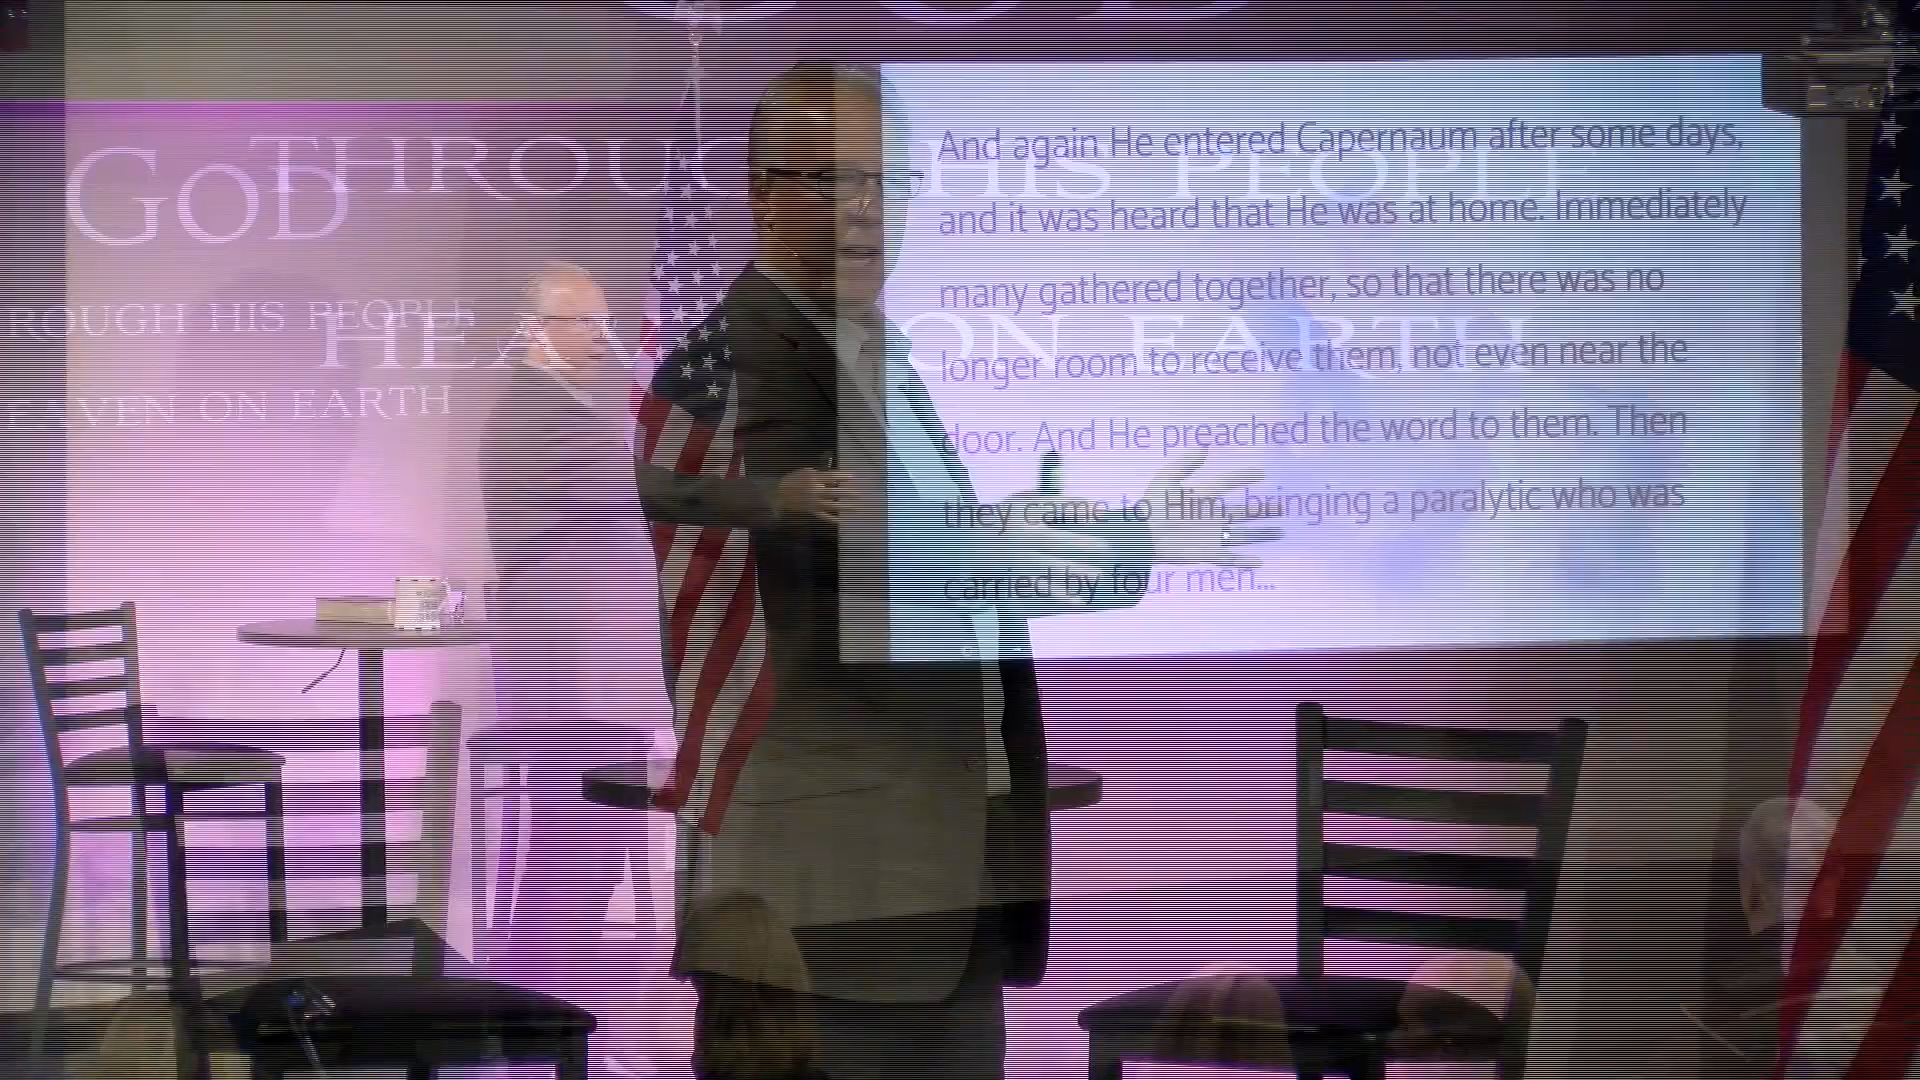 GOD
THROUGH HIS PEOPLE
HEAVEN ON EARTH
ROUGH HIS PEOPLE
EAVEN ON EARTH
And again He entered Capernaum after some days,
and it was heard that He was at home. Immediately
many gathered together, so that there was no
longer room to receive them, not even near the
door. And He preached the word to them. Then
they came to Him, bringing a paralytic who was
carried by four men...